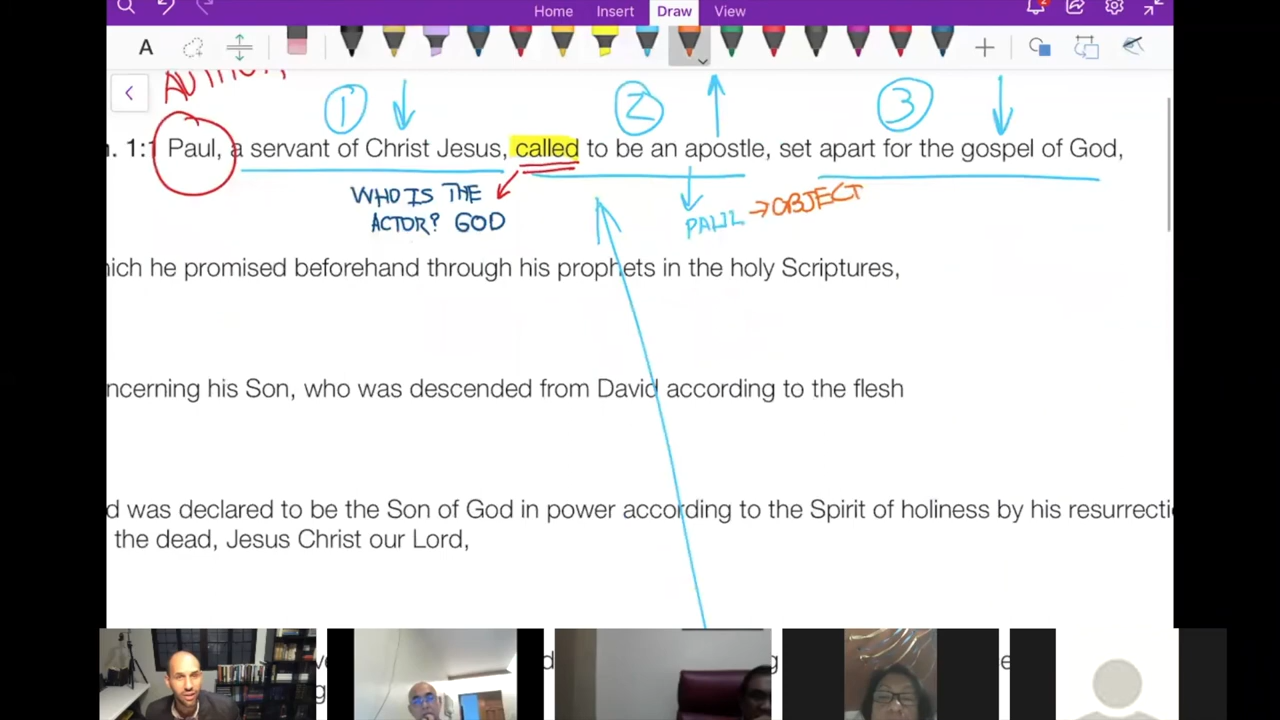 Home Insert Draw View
A
AUTHOR
1 2 3
n. 1:1 Paul, a servant of Christ Jesus, called to be an apostle, set apart for the gospel of God,
WHO IS THE
ACTOR? GOD
PAUL → OBJECT
hich he promised beforehand through his prophets in the holy Scriptures,
ncerning his Son, who was descended from David according to the flesh
d was declared to be the Son of God in power according to the Spirit of holiness by his resurrecti
the dead, Jesus Christ our Lord,